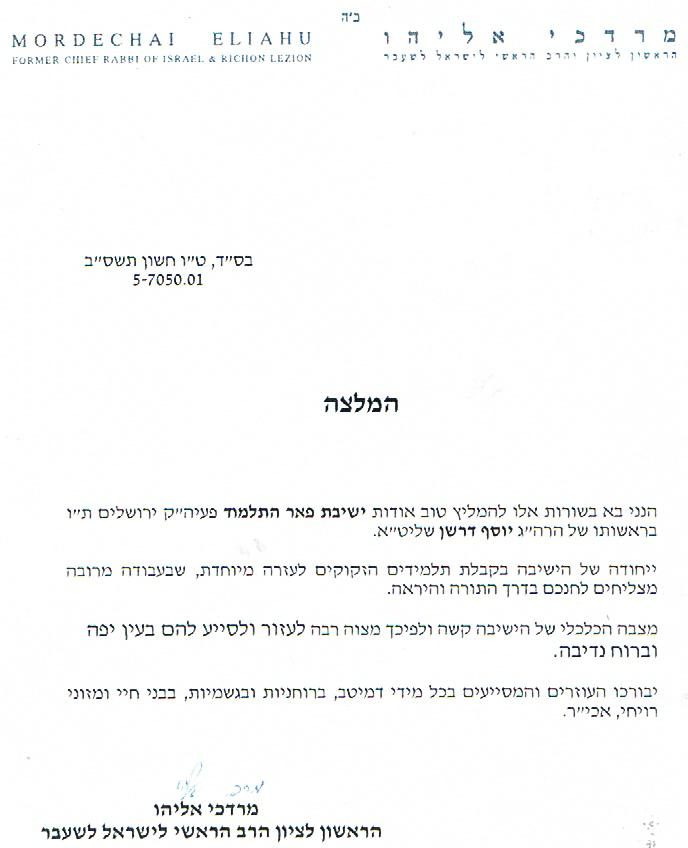 ב״ה
MORDECHAI ELIAHU
FORMER CHIEF RABBI OF ISRAEL & RICHON LEZION
מרדכי אליהו
הראשון לציון והרב הראשי לישראל לשעבר
בס״ד, ט״ו חשון תשס״ב
5-7050.01
המלצה
הנני בא בשורות אלו להמליץ טוב אודות ישיבת פאר התלמוד פעיה״ק ירושלים ת״ו
בראשותו של הרה״ג יוסף דרשן שליט״א.
ייחודה של הישיבה בקבלת תלמידים הזקוקים לעזרה מיוחדת, שבעבודה מרובה
מצליחים לחנכם בדרך התורה והיראה.
מצבה הכלכלי של הישיבה קשה ולפיכך מצוה רבה לעזור ולסייע להם בעין יפה
וברוח נדיבה.
יבורכו העוזרים והמסייעים בכל מידי דמיטב, ברוחניות ובגשמיות, בבני חיי ומזוני
רויחי, אכי״ר.
מרדכי אליהו
הראשון לציון הרב הראשי לישראל לשעבר